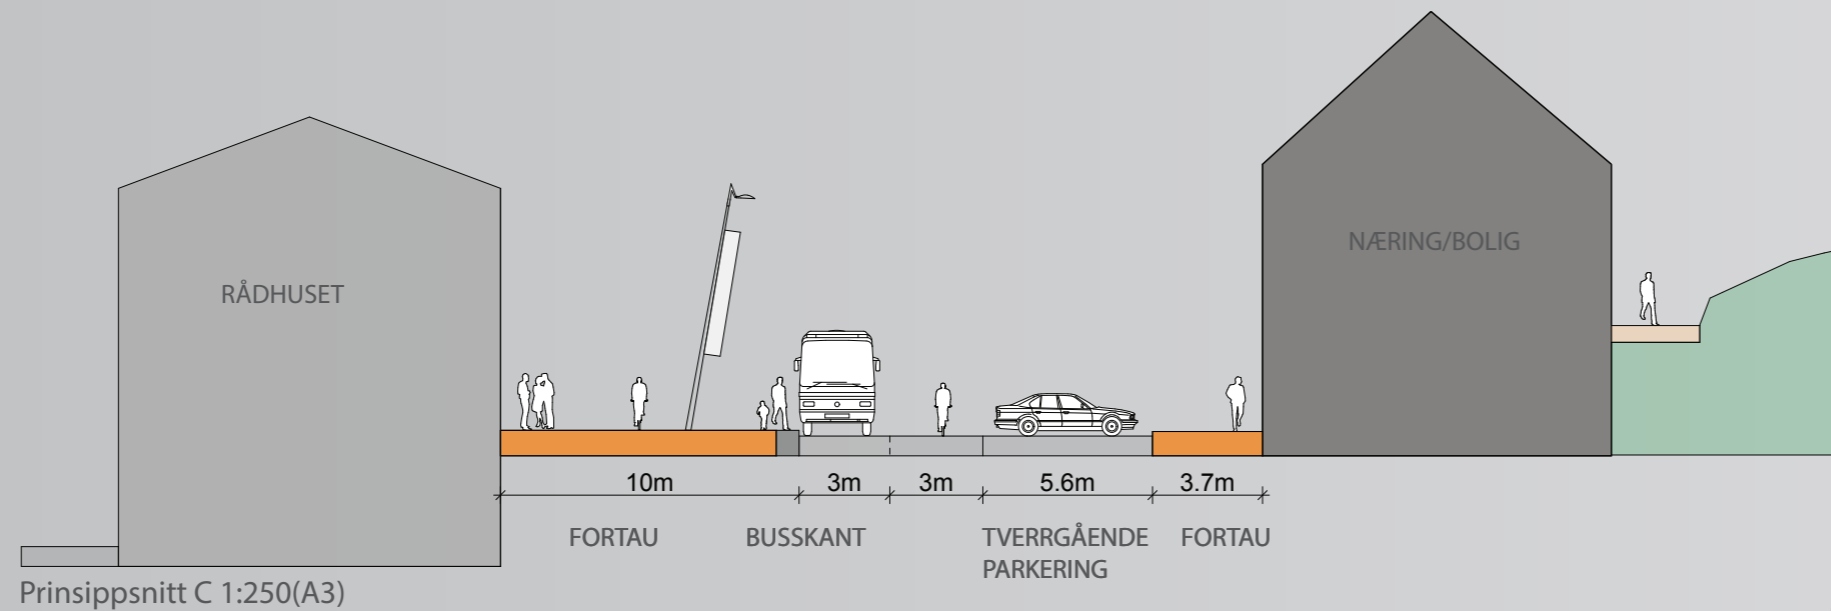 NÆRING/BOLIG
RÅDHUSET
10m 3m 3m 5.6m 3.7m
FORTAU BUSSKANT TVERRGÅENDE FORTAU
PARKERING
Prinsippsnitt C 1:250(A3)